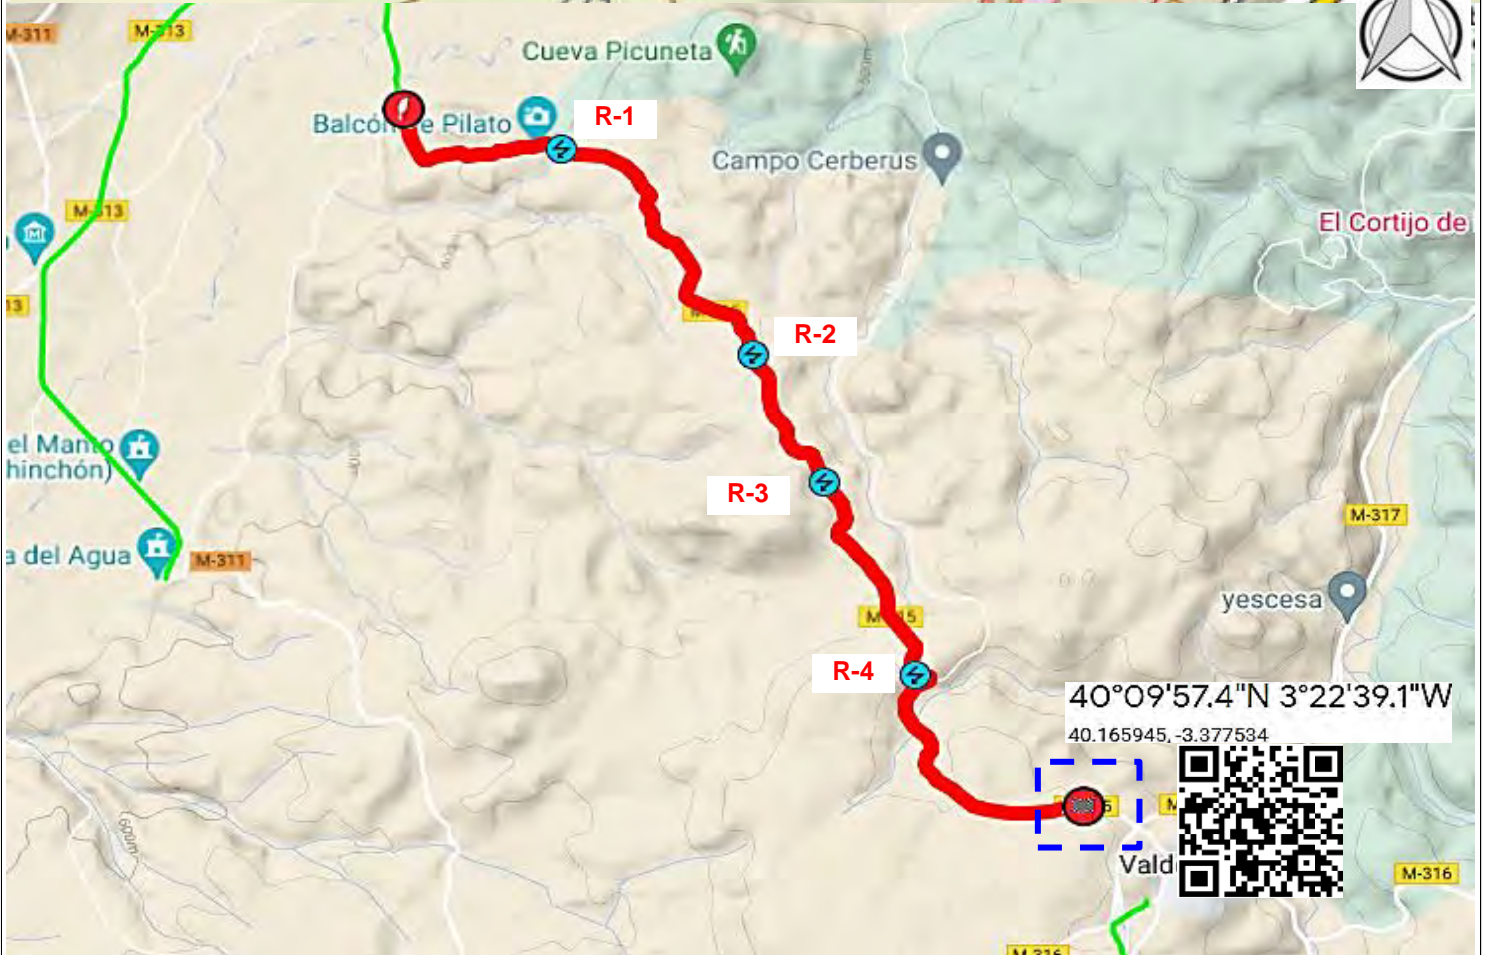 M-311
M-313
Cueva Picuneta
Balcón de Pilato
R-1
Campo Cerberus
M-313
El Cortijo de
13
R-2
el Manto
hinchón)
R-3
M-317
a del Agua
M-311
yescesa
R-4
40°09'57.4"N 3°22'39.1"W
40.165945, -3.377534
Vald
M-316
M-316